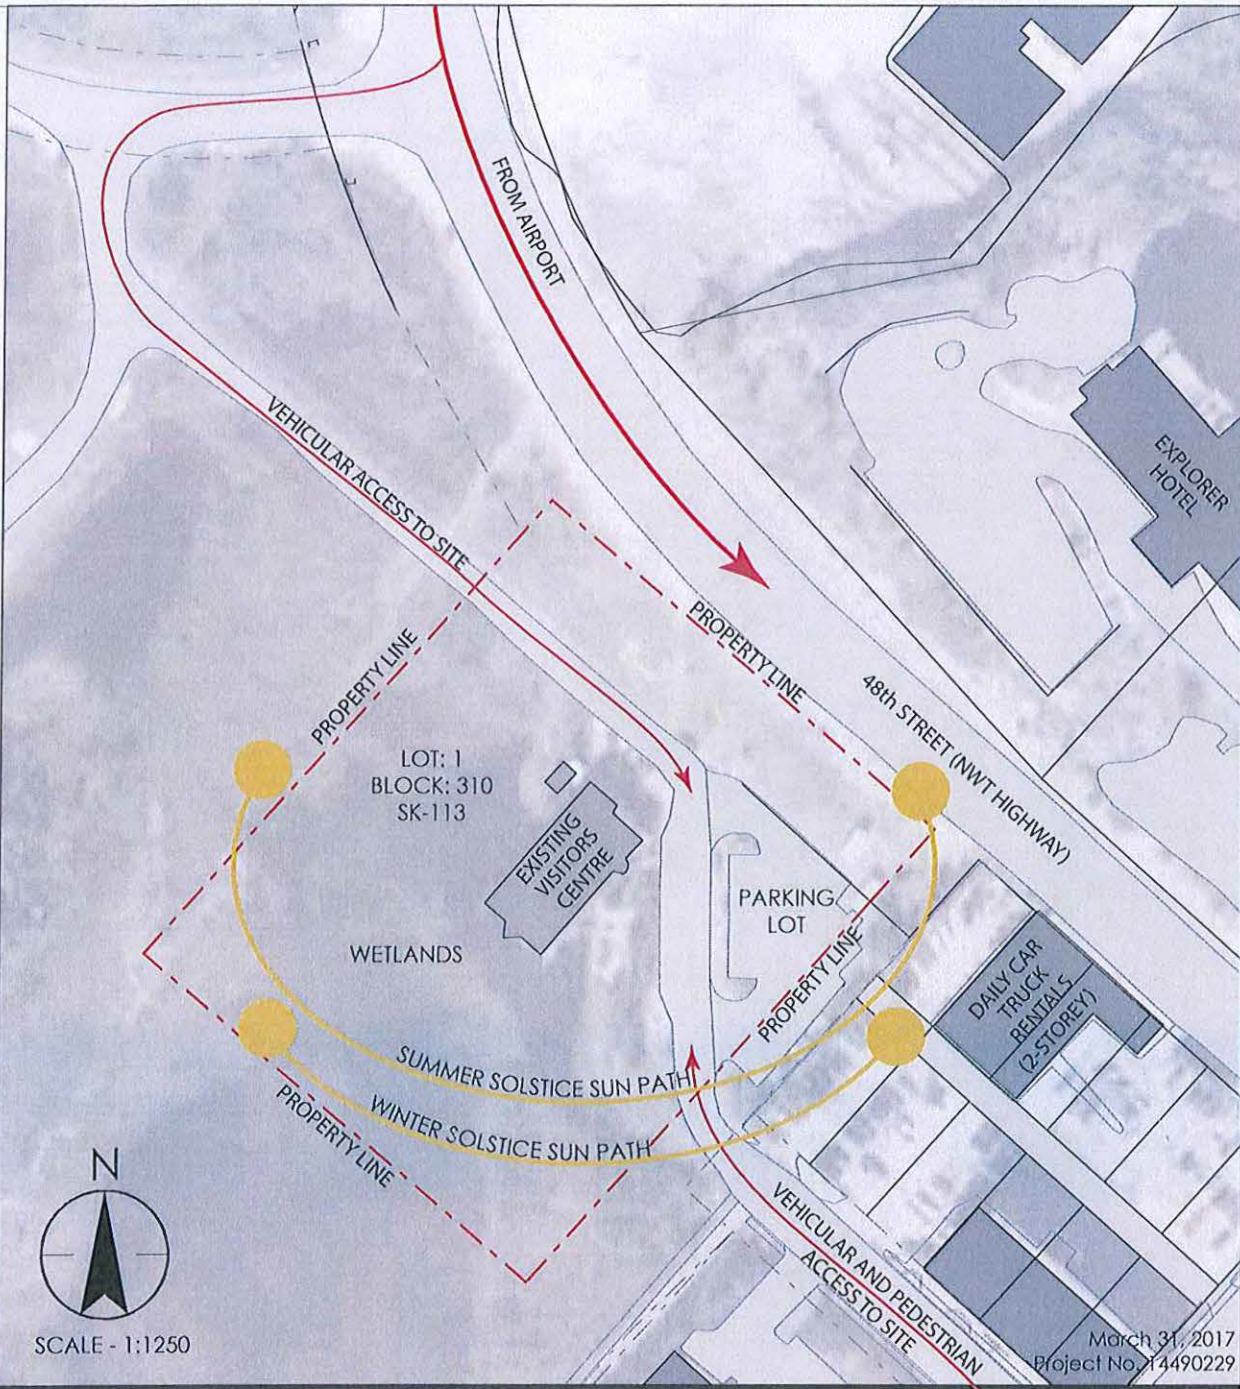 FROM AIRPORT
VEHICULAR ACCESS TO SITE
EXPLORER
HOTEL
PROPERTY LINE
PROPERTY LINE
48th STREET (NWT HIGHWAY)
LOT: 1
BLOCK: 310
SK-113
EXISTING
VISITORS
CENTRE
PARKING
LOT
WETLANDS
PROPERTY LINE
DAILY CAR
TRUCK
RENTALS
(2-STOREY)
SUMMER SOLSTICE SUN PATH
WINTER SOLSTICE SUN PATH
PROPERTY LINE
N
SCALE - 1:1250
VEHICULAR AND PEDESTRIAN
ACCESS TO SITE
March 31, 2017
Project No. 14490229